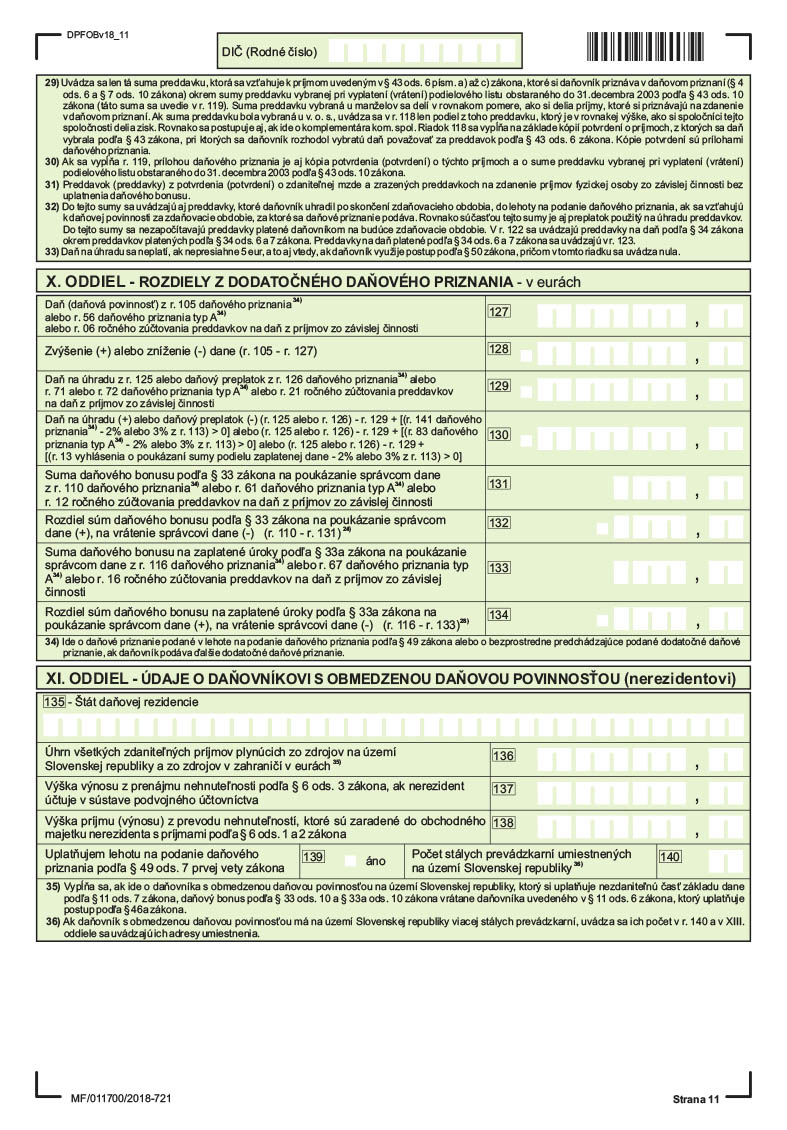 DPFOBv18_11
DIČ (Rodné číslo)
29) Uvádza sa len tá suma preddavku, ktorá sa vzťahuje k príjmom uvedeným v § 43 ods. 6 písm. a) až c) zákona, ktoré si daňovník priznáva v daňovom priznaní (§ 4
ods. 6 a § 7 ods. 10 zákona) okrem sumy preddavku vybranej pri vyplatení (vrátení) podielového listu obstaraného do 31.decembra 2003 podľa § 43 ods. 10
zákona (táto suma sa uvedie v r. 119). Suma preddavku vybraná u manželov sa delí v rovnakom pomere, ako si delia príjmy, ktoré si priznávajú na zdanenie
v daňovom priznaní. Ak suma preddavku bola vybraná u v. o. s., uvádza sa v r. 118 len podiel z toho preddavku, ktorý je v rovnakej výške, ako si spoločníci tejto
spoločnosti delia zisk. Rovnako sa postupuje aj, ak ide o komplementára kom. spol. Riadok 118 sa vypĺňa na základe kópií potvrdení o príjmoch, z ktorých sa daň
vybrala podľa § 43 zákona, pri ktorých sa daňovník rozhodol vybratú daň považovať za preddavok podľa § 43 ods. 6 zákona. Kópie potvrdení sú prílohami
daňového priznania.
30) Ak sa vypĺňa r. 119, prílohou daňového priznania je aj kópia potvrdenia (potvrdení) o týchto príjmoch a o sume preddavku vybranej pri vyplatení (vrátení)
podielového listu obstaraného do 31. decembra 2003 podľa § 43 ods. 10 zákona.
31) Preddavok (preddavky) z potvrdenia (potvrdení) o zdaniteľnej mzde a zrazených preddavkoch na zdanenie príjmov fyzickej osoby zo závislej činnosti bez
uplatnenia daňového bonusu.
32) Do tejto sumy sa uvádzajú aj preddavky, ktoré daňovník uhradil po skončení zdaňovacieho obdobia, do lehoty na podanie daňového priznania, ak sa vzťahujú
k daňovej povinnosti za zdaňovacie obdobie, za ktoré sa daňové priznanie podáva. Rovnako súčasťou tejto sumy je aj preplatok použitý na úhradu preddavkov.
Do tejto sumy sa nezapočítavajú preddavky platené daňovníkom na budúce zdaňovacie obdobie. V r. 122 sa uvádzajú preddavky na daň podľa § 34 zákona
okrem preddavkov platených podľa § 34 ods. 6 a 7 zákona. Preddavky na daň platené podľa § 34 ods. 6 a 7 zákona sa uvádzajú v r. 123.
33) Daň na úhradu sa neplatí, ak nepresiahne 5 eur, a to aj vtedy, ak daňovník využije postup podľa § 50 zákona, pričom v tomto riadku sa uvádza nula.
X. ODDIEL - ROZDIELY Z DODATOČNÉHO DAŇOVÉHO PRIZNANIA - v eurách
Daň (daňová povinnosť) z r. 105 daňového priznania34)
alebo r. 56 daňového priznania typ A34)
alebo r. 06 ročného zúčtovania preddavkov na daň z príjmov zo závislej činnosti
127 ,
Zvýšenie (+) alebo zníženie (-) dane (r. 105 - r. 127)
128 ,
Daň na úhradu z r. 125 alebo daňový preplatok z r. 126 daňového priznania34) alebo
r. 71 alebo r. 72 daňového priznania typ A34) alebo r. 21 ročného zúčtovania preddavkov
na daň z príjmov zo závislej činnosti
129 ,
Daň na úhradu (+) alebo daňový preplatok (-) (r. 125 alebo r. 126) - r. 129 + [(r. 141 daňového
priznania34) - 2% alebo 3% z r. 113) > 0] alebo (r. 125 alebo r. 126) - r. 129 + [(r. 83 daňového
priznania typ A34) - 2% alebo 3% z r. 113) > 0] alebo (r. 125 alebo r. 126) - r. 129 +
[(r. 13 vyhlásenia o poukázaní sumy podielu zaplatenej dane - 2% alebo 3% z r. 113) > 0]
130 ,
Suma daňového bonusu podľa § 33 zákona na poukázanie správcom dane
z r. 110 daňového priznania34) alebo r. 61 daňového priznania typ A34) alebo
r. 12 ročného zúčtovania preddavkov na daň z príjmov zo závislej činnosti
131 ,
Rozdiel súm daňového bonusu podľa § 33 zákona na poukázanie správcom
dane (+), na vrátenie správcovi dane (-) (r. 110 - r. 131)24)
132 ,
Suma daňového bonusu na zaplatené úroky podľa § 33a zákona na poukázanie
správcom dane z r. 116 daňového priznania34) alebo r. 67 daňového priznania typ
A34) alebo r. 16 ročného zúčtovania preddavkov na daň z príjmov zo závislej
činnosti
133 ,
Rozdiel súm daňového bonusu na zaplatené úroky podľa § 33a zákona na
poukázanie správcom dane (+), na vrátenie správcovi dane (-) (r. 116 - r. 133)28)
134 ,
34) Ide o daňové priznanie podané v lehote na podanie daňového priznania podľa § 49 zákona alebo o bezprostredne predchádzajúce podané dodatočné daňové
priznanie, ak daňovník podáva ďalšie dodatočné daňové priznanie.
XI. ODDIEL - ÚDAJE O DAŇOVNÍKOVI S OBMEDZENOU DAŇOVOU POVINNOSŤOU (nerezidentovi)
135 - Štát daňovej rezidencie
Úhrn všetkých zdaniteľných príjmov plynúcich zo zdrojov na území
Slovenskej republiky a zo zdrojov v zahraničí v eurách 35)
136 ,
Výška výnosu z prenájmu nehnuteľnosti podľa § 6 ods. 3 zákona, ak nerezident
účtuje v sústave podvojného účtovníctva
137 ,
Výška príjmu (výnosu) z prevodu nehnuteľností, ktoré sú zaradené do obchodného
majetku nerezidenta s príjmami podľa § 6 ods. 1 a 2 zákona
138 ,
Uplatňujem lehotu na podanie daňového
priznania podľa § 49 ods. 7 prvej vety zákona
139 áno
Počet stálych prevádzkarní umiestnených
na území Slovenskej republiky 36)
140
35) Vypĺňa sa, ak ide o daňovníka s obmedzenou daňovou povinnosťou na území Slovenskej republiky, ktorý si uplatňuje nezdaniteľnú časť základu dane
podľa § 11 ods. 7 zákona, daňový bonus podľa § 33 ods. 10 a § 33a ods. 10 zákona vrátane daňovníka uvedeného v § 11 ods. 6 zákona, ktorý uplatňuje
postup podľa § 46a zákona.
36) Ak daňovník s obmedzenou daňovou povinnosťou má na území Slovenskej republiky viacej stálych prevádzkarní, uvádza sa ich počet v r. 140 a v XIII.
oddiele sa uvádzajú ich adresy umiestnenia.
MF/011700/2018-721
Strana 11